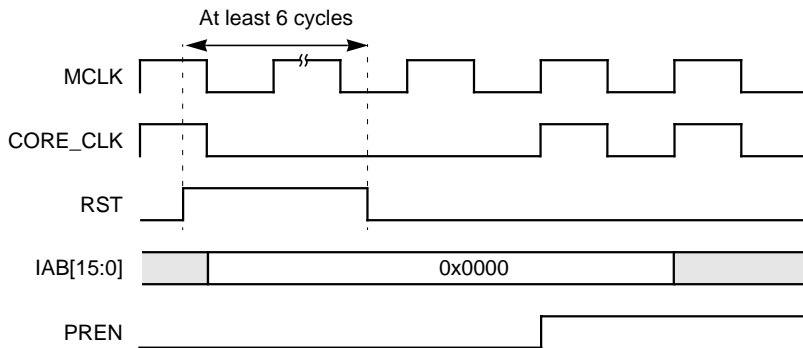 At least 6 cycles
MCLK
CORE_CLK
RST
IAB[15:0]
0x0000
PREN